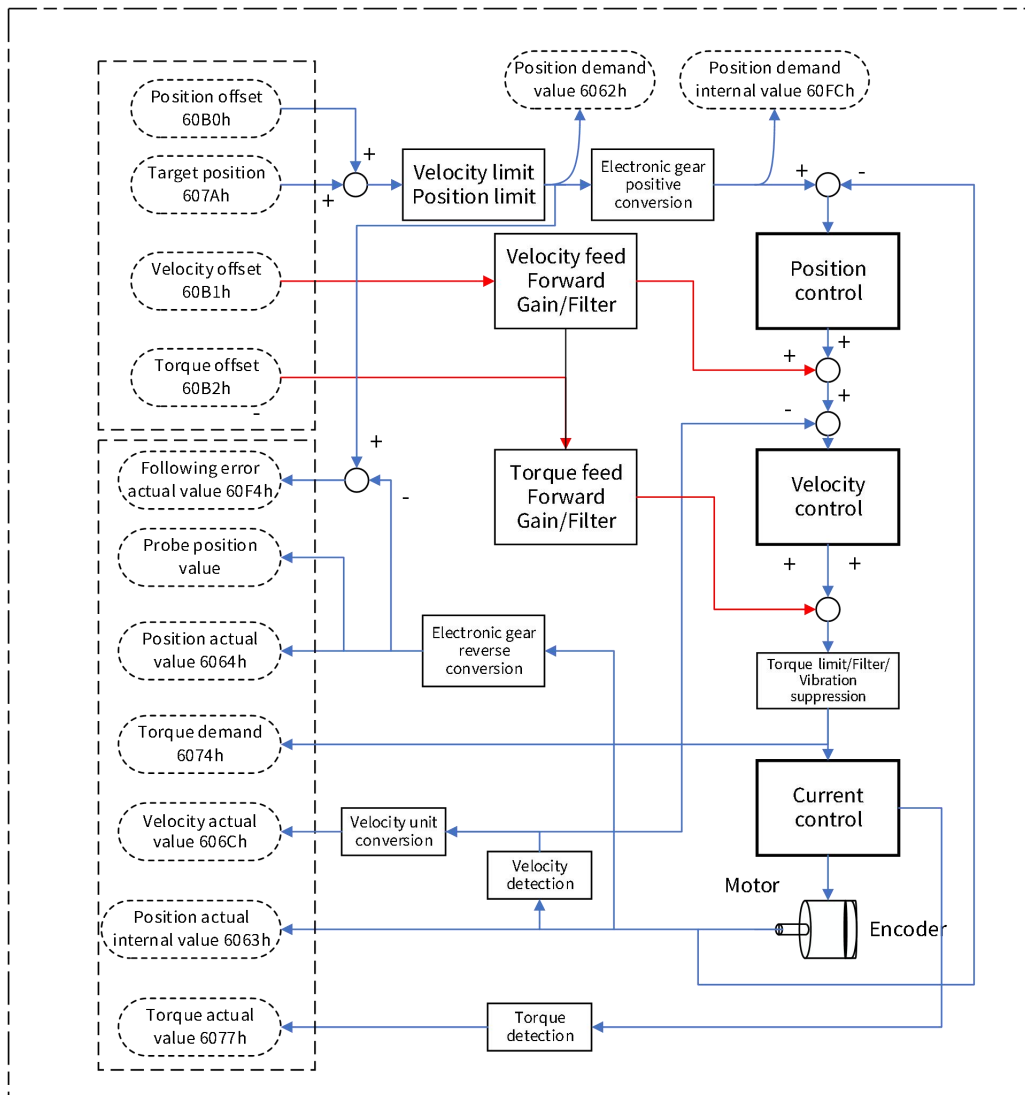 Position offset
60B0h
Target position
607Ah
Velocity offset
60B1h
Torque offset
60B2h
-
Position demand
value 6062h
Position demand
internal value 60FCh
+
+
Velocity limit
Position limit
Electronic gear
positive
conversion
+
-
Velocity feed
Forward
Gain/Filter
Position
control
+
+
+
-
Following error
actual value 60F4h
+
-
Torque feed
Forward
Gain/Filter
Velocity
control
+
+
Probe position
value
Position actual
value 6064h
Electronic gear
reverse
conversion
Torque limit/Filter/
Vibration
suppression
Torque demand
6074h
Current
control
Velocity actual
value 606Ch
Velocity unit
conversion
Velocity
detection
Motor
Encoder
Position actual
internal value 6063h
Torque actual
value 6077h
Torque
detection